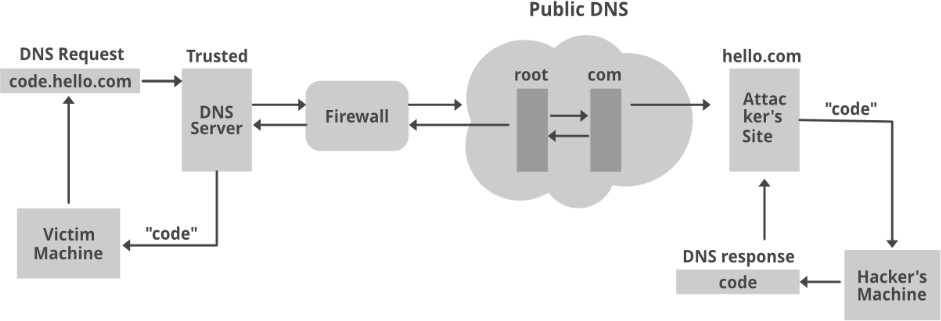 Public DNS
DNS Request
code.hello.com
Trusted
DNS
Server
Firewall
root
com
hello.com
Attac
ker's
Site
"code"
Victim
Machine
"code"
DNS response
code
Hacker's
Machine